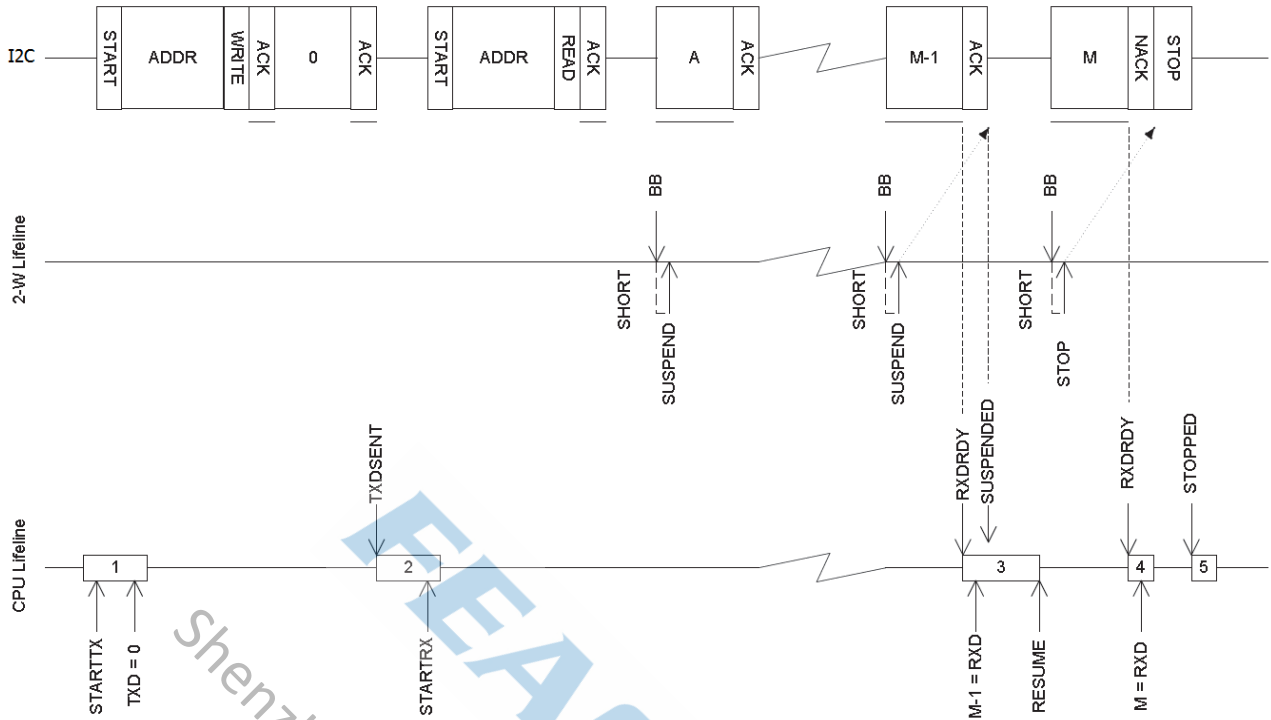 I2C
START
ADDR
WRITE
ACK
0
ACK
START
ADDR
READ
ACK
A
ACK
M-1
ACK
M
NACK
STOP
2-W Lifeline
BB
SHORT
SUSPEND
BB
SHORT
SUSPEND
BB
SHORT
STOP
CPU Lifeline
TXDSENT
RXDRDY
SUSPENDED
RXDRDY
STOPPED
1
2
3
4
5
STARTTX
TXD = 0
STARTRX
M-1 = RXD
RESUME
M = RXD